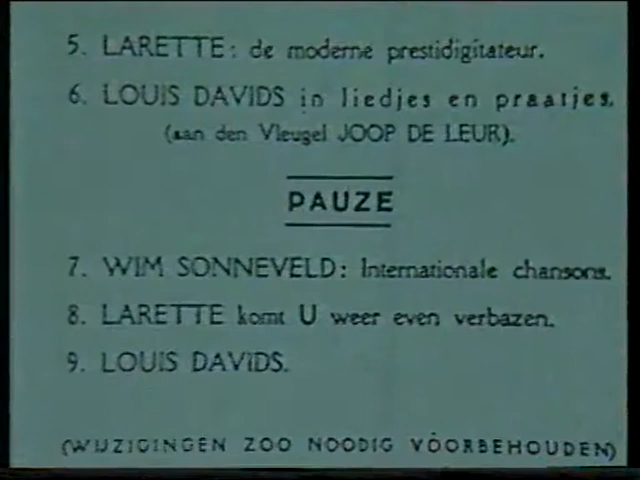 5. LARETTE: de moderne prestidigitateur.
6. LOUIS DAVIDS in liedjes en praatjes.
(aan den Vleugel JOOP DE LEUR).
PAUZE
7. WIM SONNEVELD: Internationale chansons.
8. LARETTE komt U weer even verbazen.
9. LOUIS DAVIDS.
(WIJZIGINGEN ZOO NOODIG VÓORBEHOUDEN)